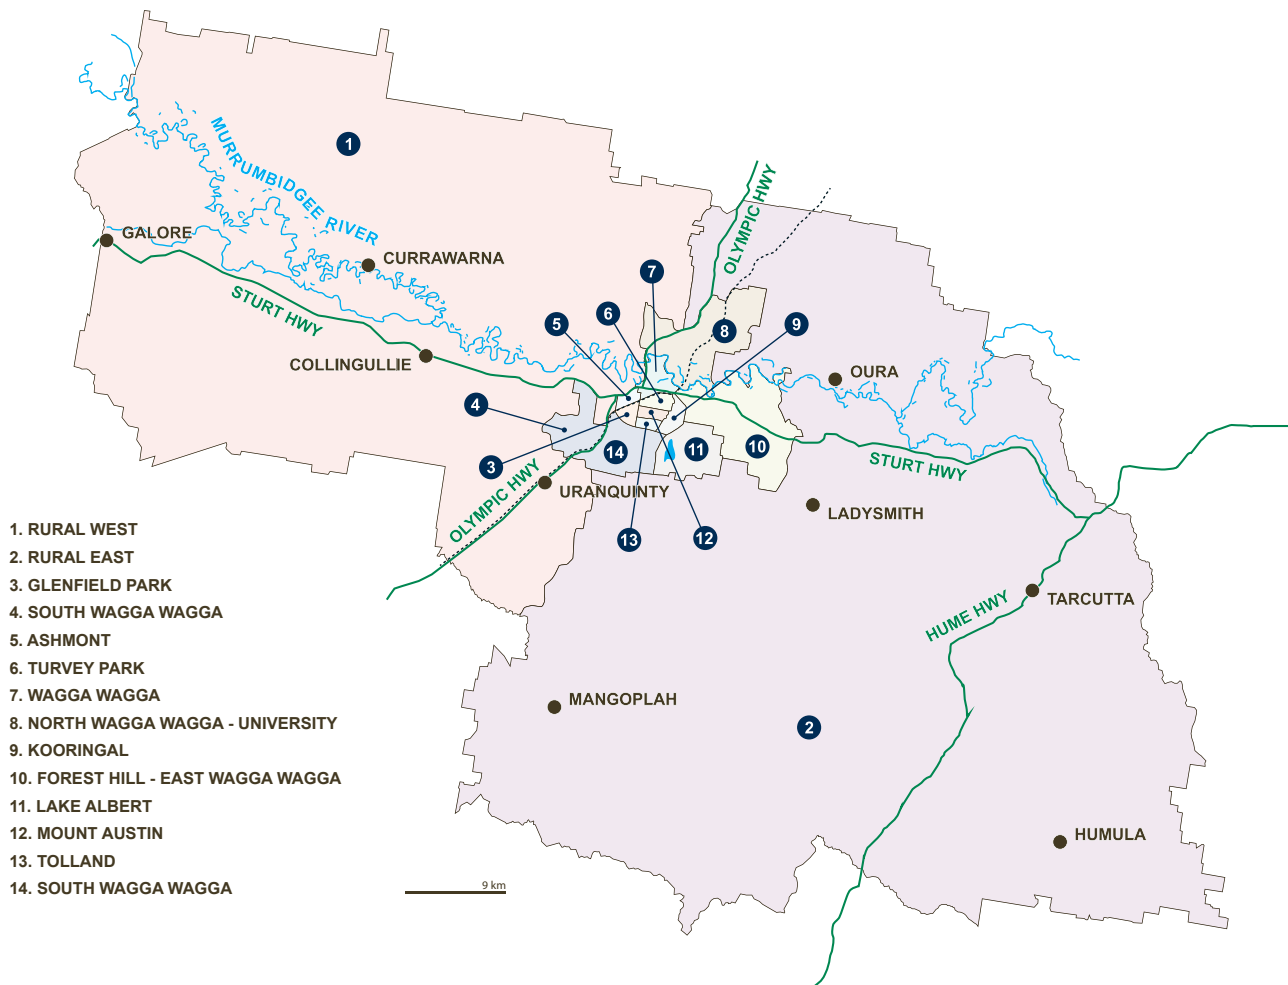 1
MURRUMBIDGEE RIVER
OLYMPIC HWY
GALORE
CURRAWARNA
7
STURT HWY
6
5
8
9
COLLINGULLIE
OURA
4
10
11
14
3
STURT HWY
OLYMPIC HWY
URANQUINTY
LADYSMITH
13
12
1. RURAL WEST
2. RURAL EAST
3. GLENFIELD PARK
4. SOUTH WAGGA WAGGA
5. ASHMONT
6. TURVEY PARK
7. WAGGA WAGGA
8. NORTH WAGGA WAGGA - UNIVERSITY
9. KOORINGAL
10. FOREST HILL - EAST WAGGA WAGGA
11. LAKE ALBERT
12. MOUNT AUSTIN
13. TOLLAND
14. SOUTH WAGGA WAGGA
TARCUTTA
HUME HWY
MANGOPLAH
2
HUMULA
9 km